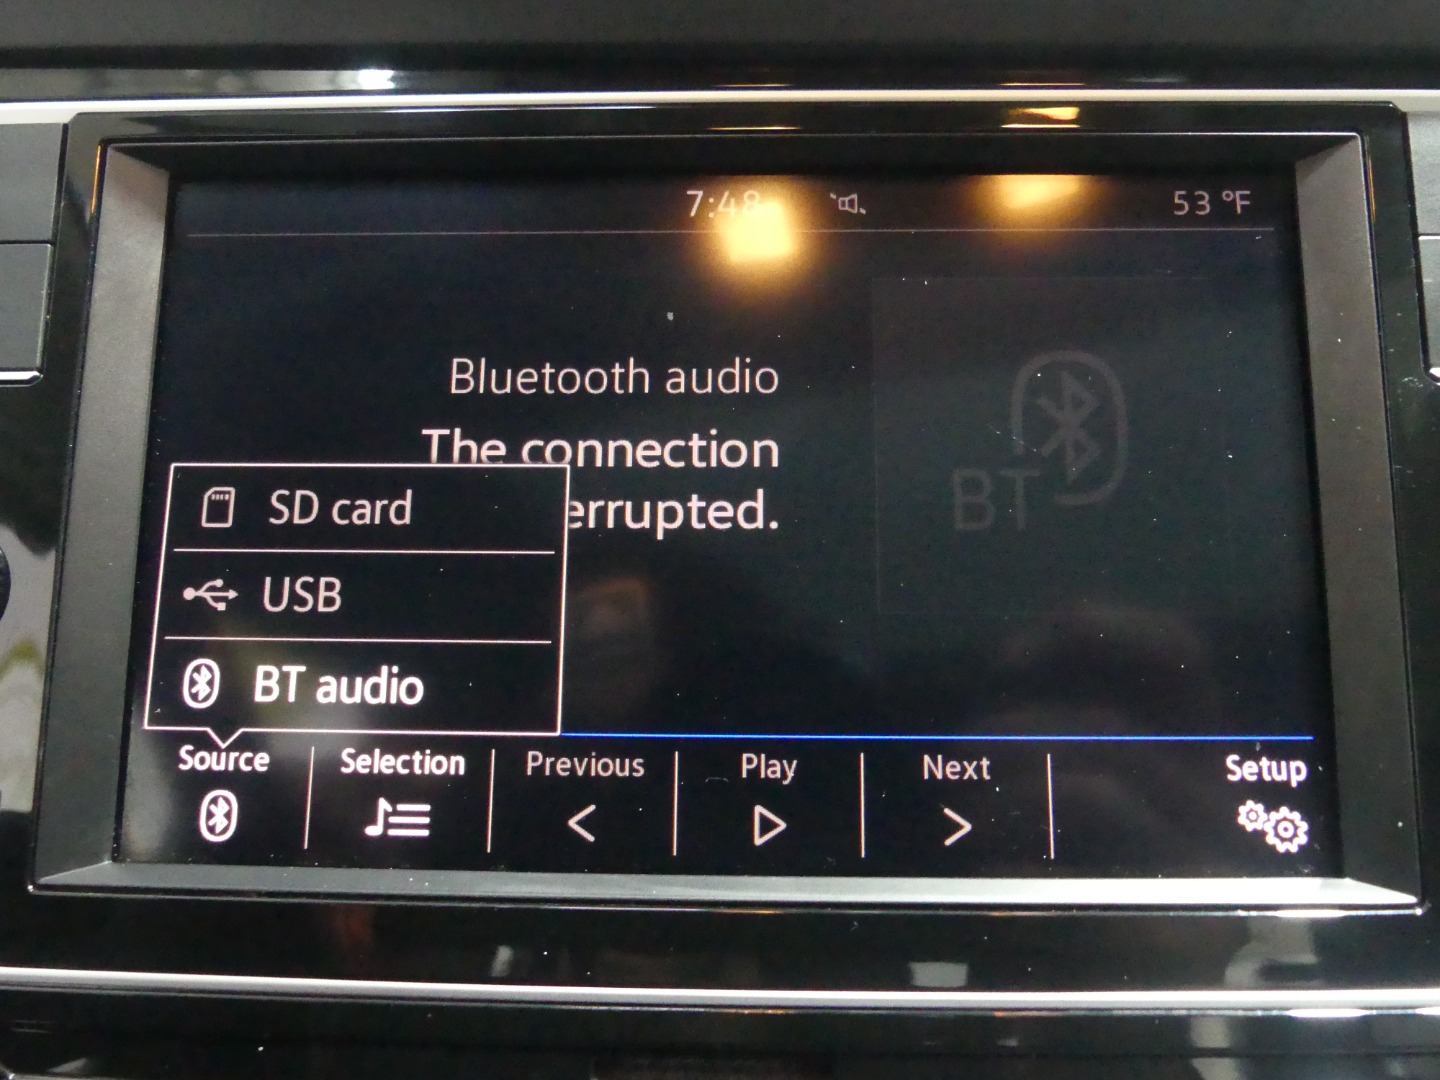 7:48
53 °F
Bluetooth audio
The connection
errupted.
BT
SD card
USB
BT audio
Source
Selection
Previous
Play
Next
Setup